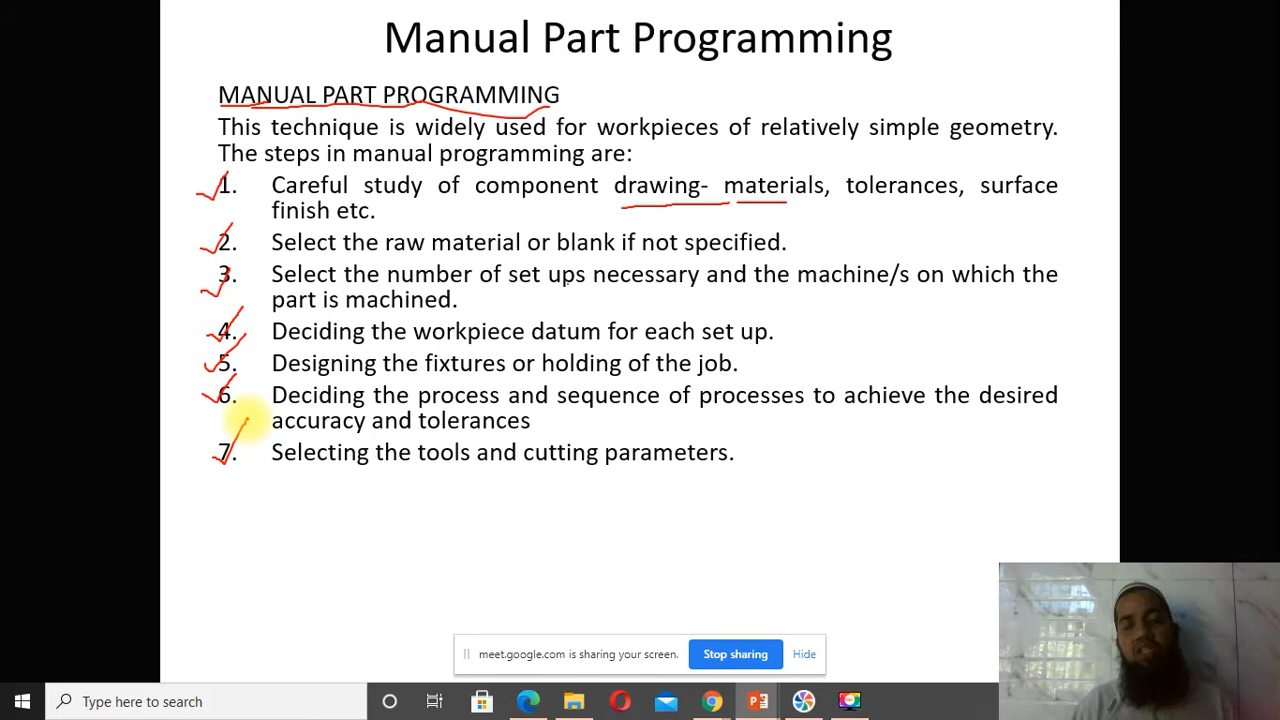 Manual Part Programming
MANUAL PART PROGRAMMING
This technique is widely used for workpieces of relatively simple geometry.
The steps in manual programming are:
1. Careful study of component drawing- materials, tolerances, surface
finish etc.
2. Select the raw material or blank if not specified.
3. Select the number of set ups necessary and the machine/s on which the
part is machined.
4. Deciding the workpiece datum for each set up.
5. Designing the fixtures or holding of the job.
6. Deciding the process and sequence of processes to achieve the desired
accuracy and tolerances
7. Selecting the tools and cutting parameters.
meet.google.com is sharing your screen. Stop sharing Hide
Type here to search